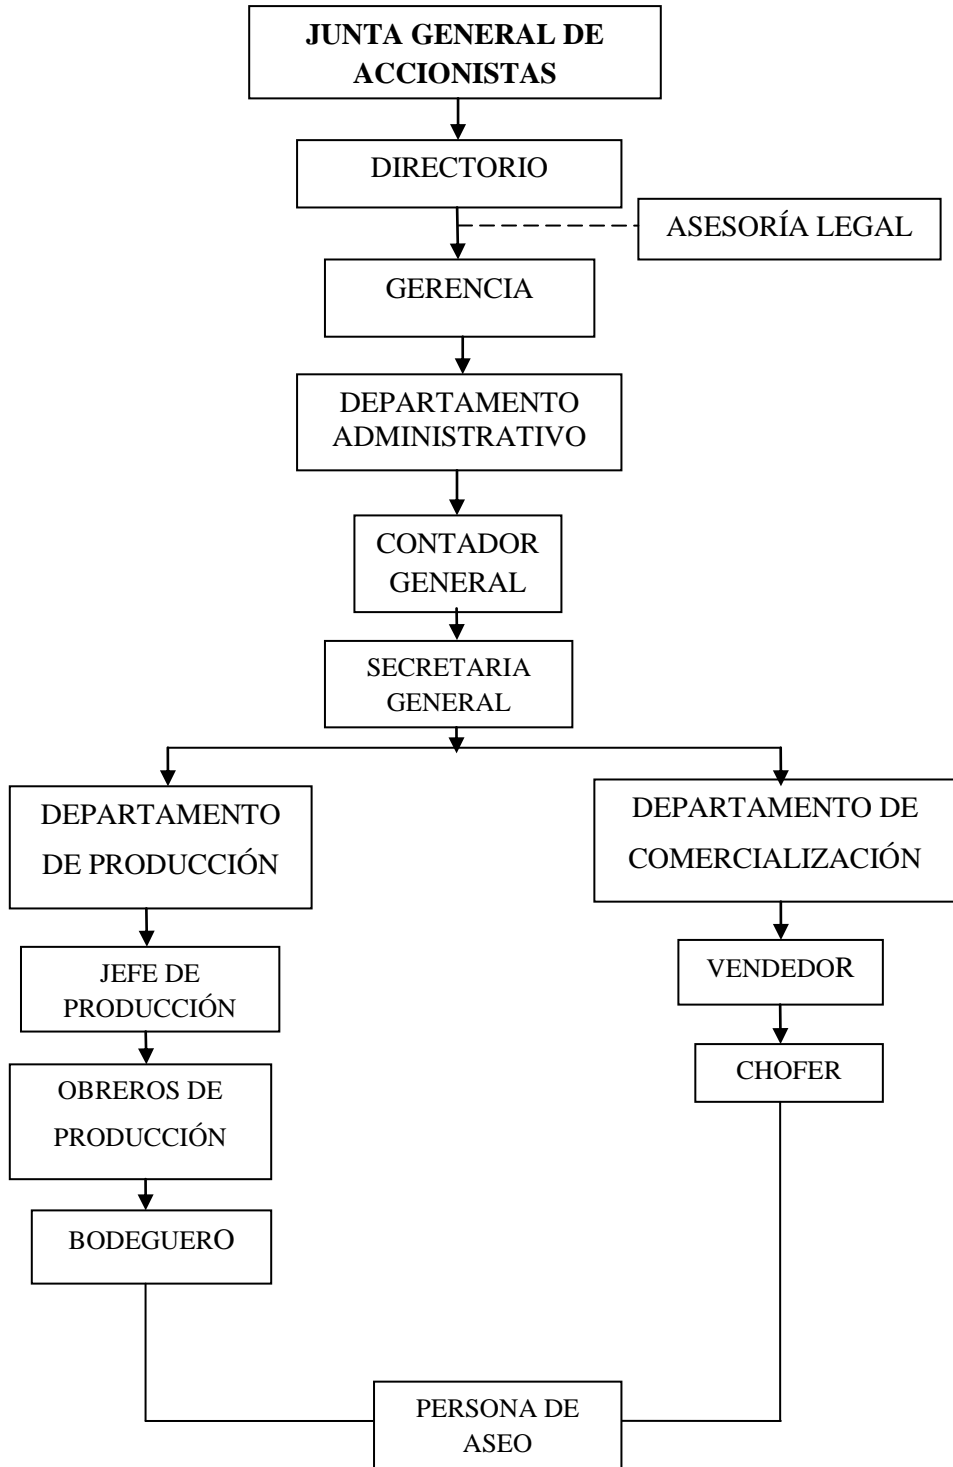 JUNTA GENERAL DE
ACCIONISTAS
DIRECTORIO
ASESORÍA LEGAL
GERENCIA
DEPARTAMENTO
ADMINISTRATIVO
CONTADOR
GENERAL
SECRETARIA
GENERAL
DEPARTAMENTO
DE PRODUCCIÓN
DEPARTAMENTO DE
COMERCIALIZACIÓN
JEFE DE
PRODUCCIÓN
VENDEDOR
OBREROS DE
PRODUCCIÓN
CHOFER
BODEGUERO
PERSONA DE
ASEO